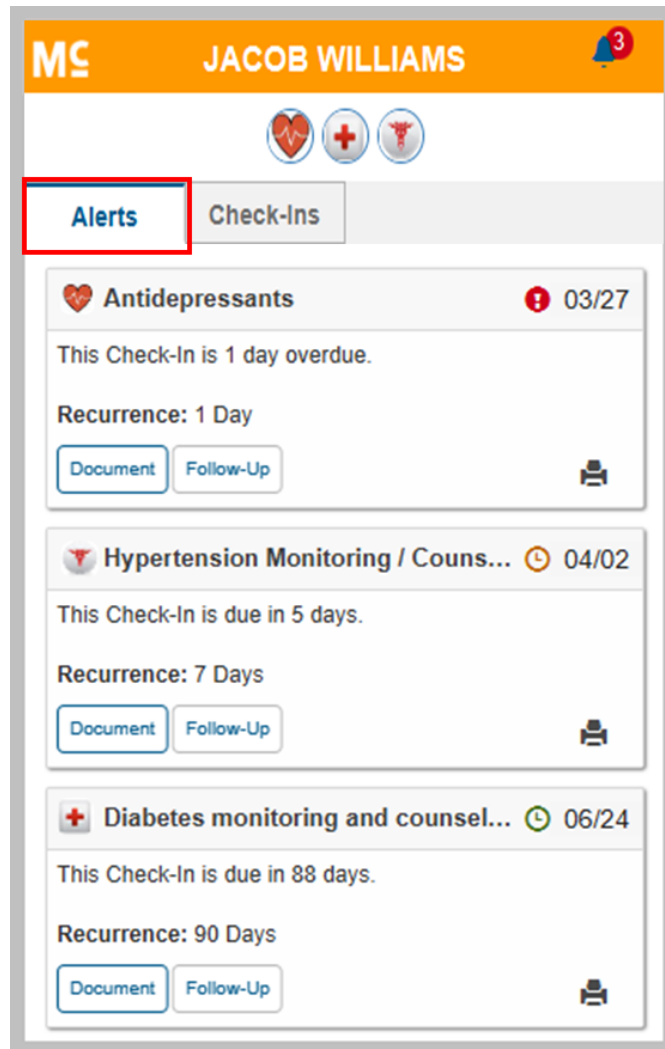 MC JACOB WILLIAMS 3
Alerts Check-Ins
Antidepressants 03/27
This Check-In is 1 day overdue.
Recurrence: 1 Day
Document Follow-Up
Hypertension Monitoring / Couns... 04/02
This Check-In is due in 5 days.
Recurrence: 7 Days
Document Follow-Up
Diabetes monitoring and counsel... 06/24
This Check-In is due in 88 days.
Recurrence: 90 Days
Document Follow-Up